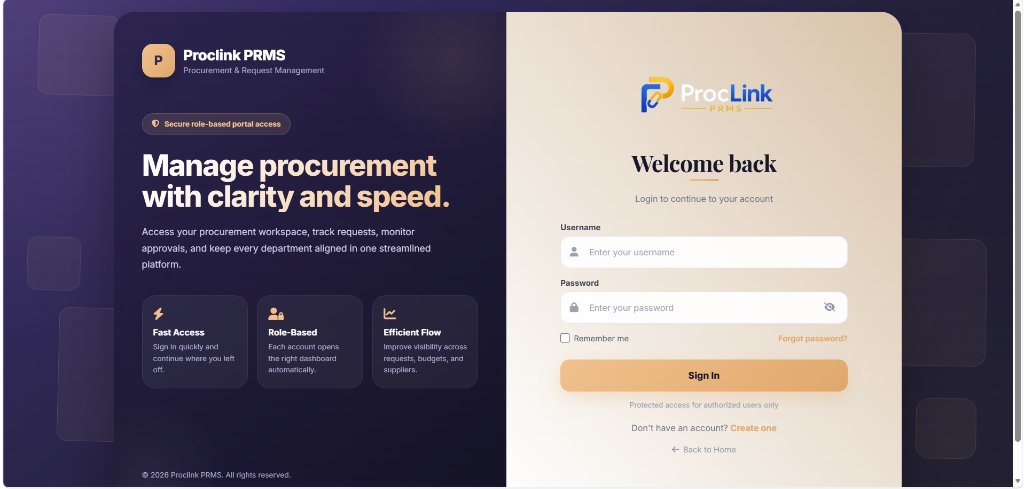 P
Proclink PRMS
Procurement & Request Management
Secure role-based portal access
Manage procurement
with clarity and speed.
Access your procurement workspace, track requests, monitor
approvals, and keep every department aligned in one streamlined
platform.
Fast Access
Sign in quickly and
continue where you left
off.
Role-Based
Each account opens
the right dashboard
automatically.
Efficient Flow
Improve visibility across
requests, budgets, and
suppliers.
© 2026 Proclink PRMS. All rights reserved.
ProcLink
PRMS
Welcome back
Login to continue to your account
Username
Enter your username
Password
Enter your password
Remember me
Forgot password?
Sign In
Protected access for authorized users only
Don't have an account? Create one
← Back to Home